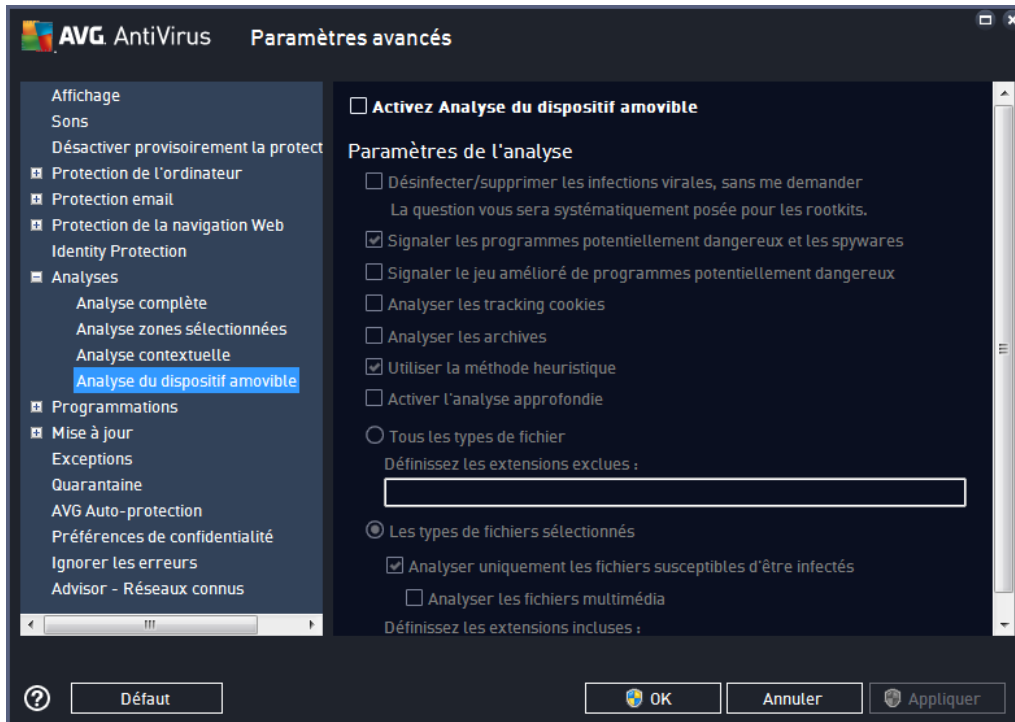 AVG AntiVirus Paramètres avancés
Affichage
Sons
Désactiver provisoirement la protect
Protection de l'ordinateur
Protection email
Protection de la navigation Web
Identity Protection
Analyses
Analyse complète
Analyse zones sélectionnées
Analyse contextuelle
Analyse du dispositif amovible
Programmations
Mise à jour
Exceptions
Quarantaine
AVG Auto-protection
Préférences de confidentialité
Ignorer les erreurs
Advisor - Réseaux connus
Activez Analyse du dispositif amovible
Paramètres de l'analyse
Désinfecter/supprimer les infections virales, sans me demander
La question vous sera systématiquement posée pour les rootkits.
Signaler les programmes potentiellement dangereux et les spywares
Signaler le jeu amélioré de programmes potentiellement dangereux
Analyser les tracking cookies
Analyser les archives
Utiliser la méthode heuristique
Activer l'analyse approfondie
Tous les types de fichier
Définissez les extensions exclues :
Les types de fichiers sélectionnés
Analyser uniquement les fichiers susceptibles d'être infectés
Analyser les fichiers multimédia
Définissez les extensions incluses :
Défaut
OK
Annuler
Appliquer